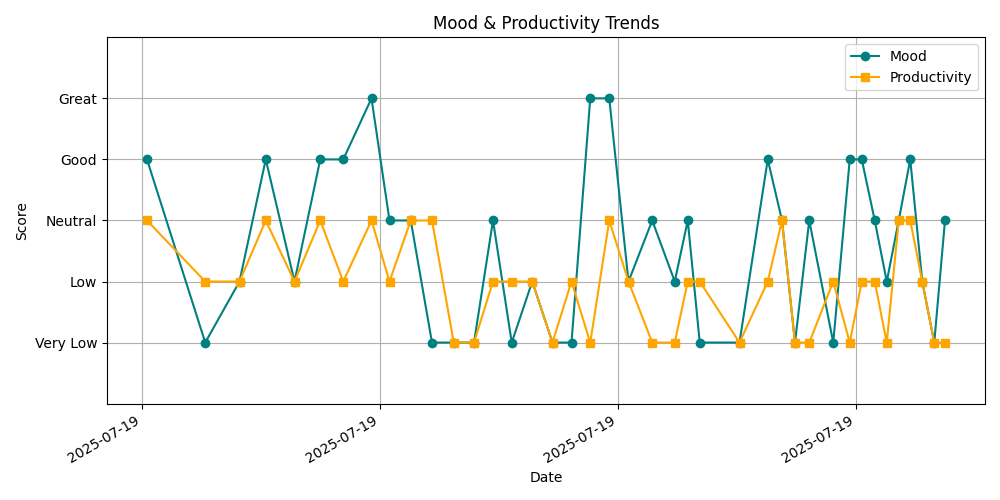 Mood & Productivity Trends
Mood
Productivity
Great
Good
Neutral
Low
Very Low
Score
2025-07-19
2025-07-19
2025-07-19
2025-07-19
Date